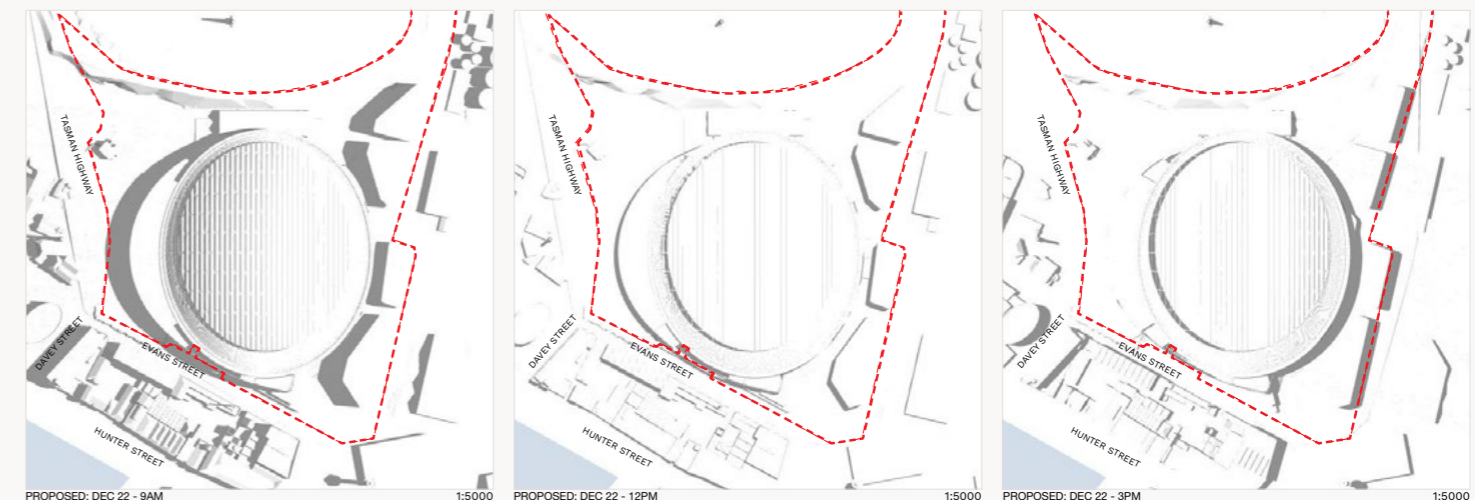 TASMAN HIGHWAY
DAVEY STREET
EVANS STREET
HUNTER STREET
PROPOSED: DEC 22 - 9AM
1:5000
TASMAN HIGHWAY
DAVEY STREET
EVANS STREET
HUNTER STREET
PROPOSED: DEC 22 - 12PM
1:5000
TASMAN HIGHWAY
DAVEY STREET
EVANS STREET
HUNTER STREET
PROPOSED: DEC 22 - 3PM
1:5000